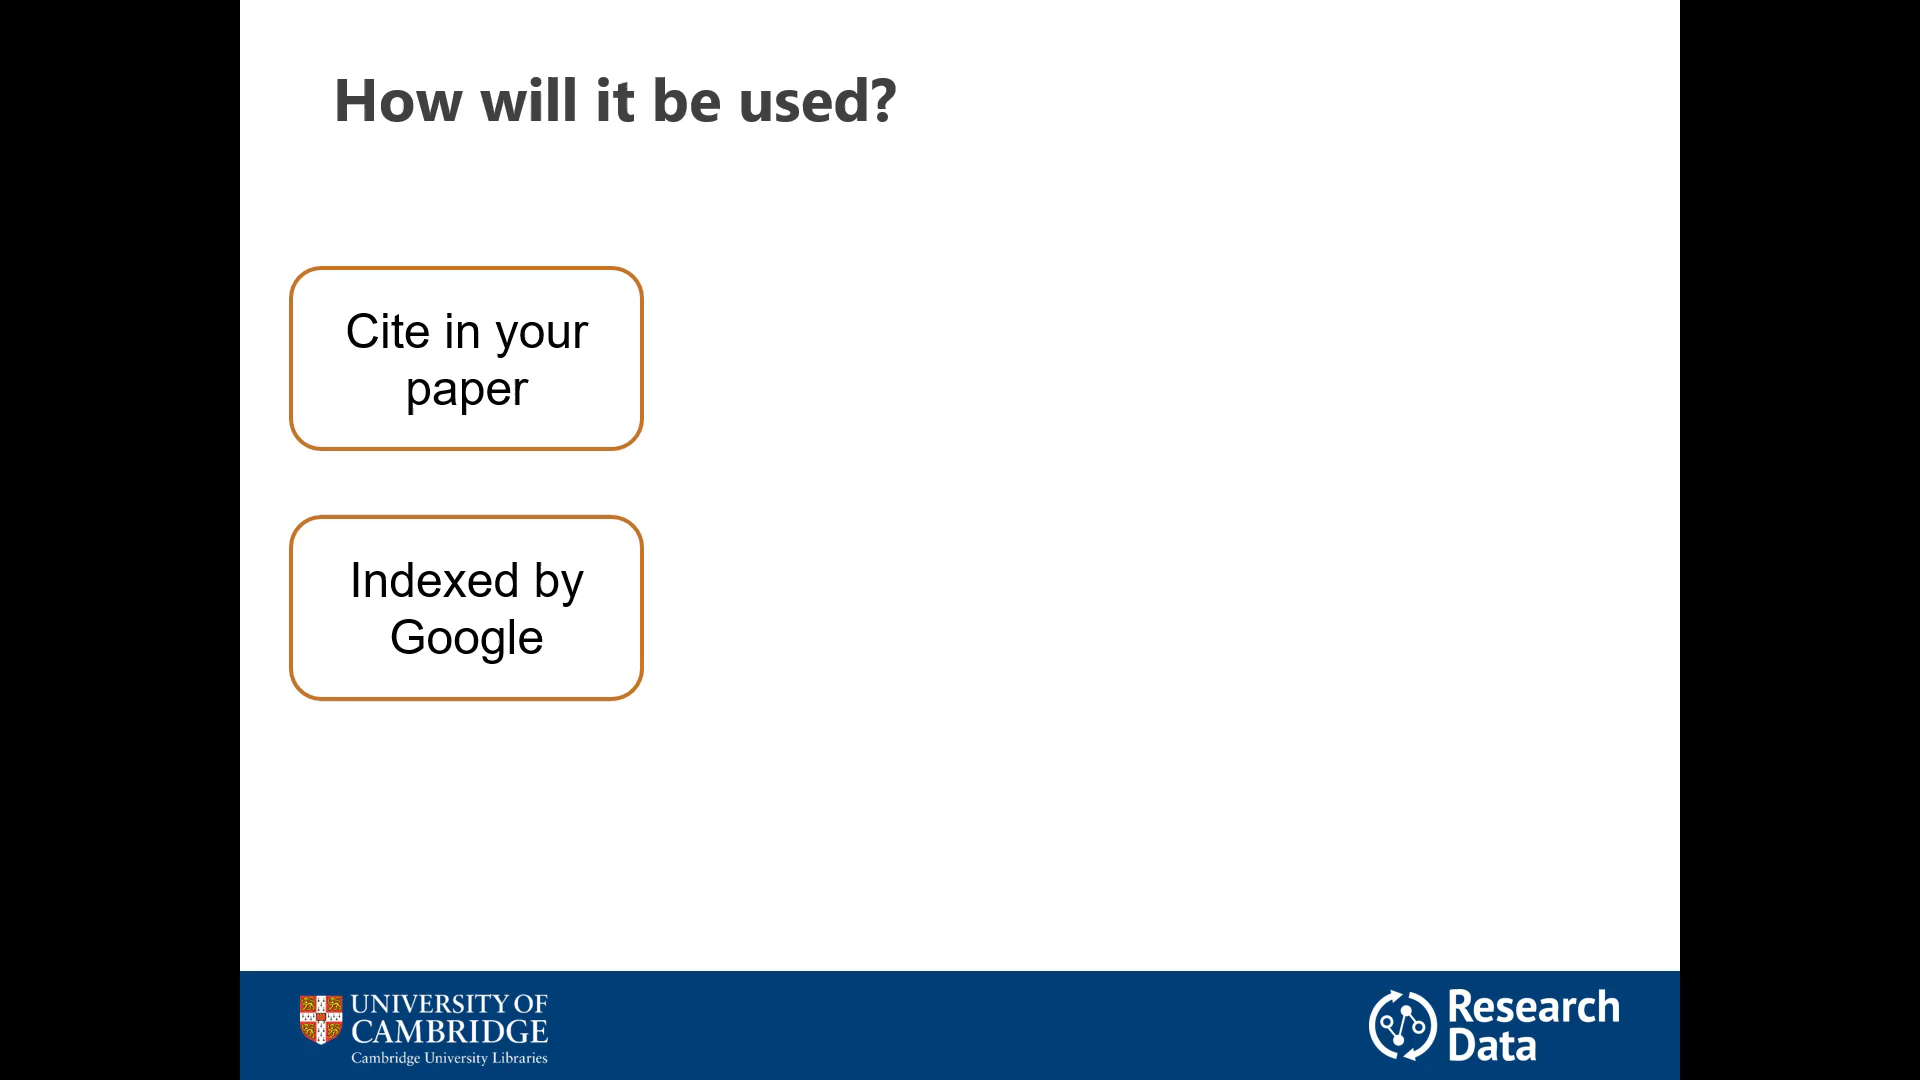 How will it be used?
Cite in your
paper
Indexed by
Google
UNIVERSITY OF
CAMBRIDGE
Cambridge University Libraries
Research
Data